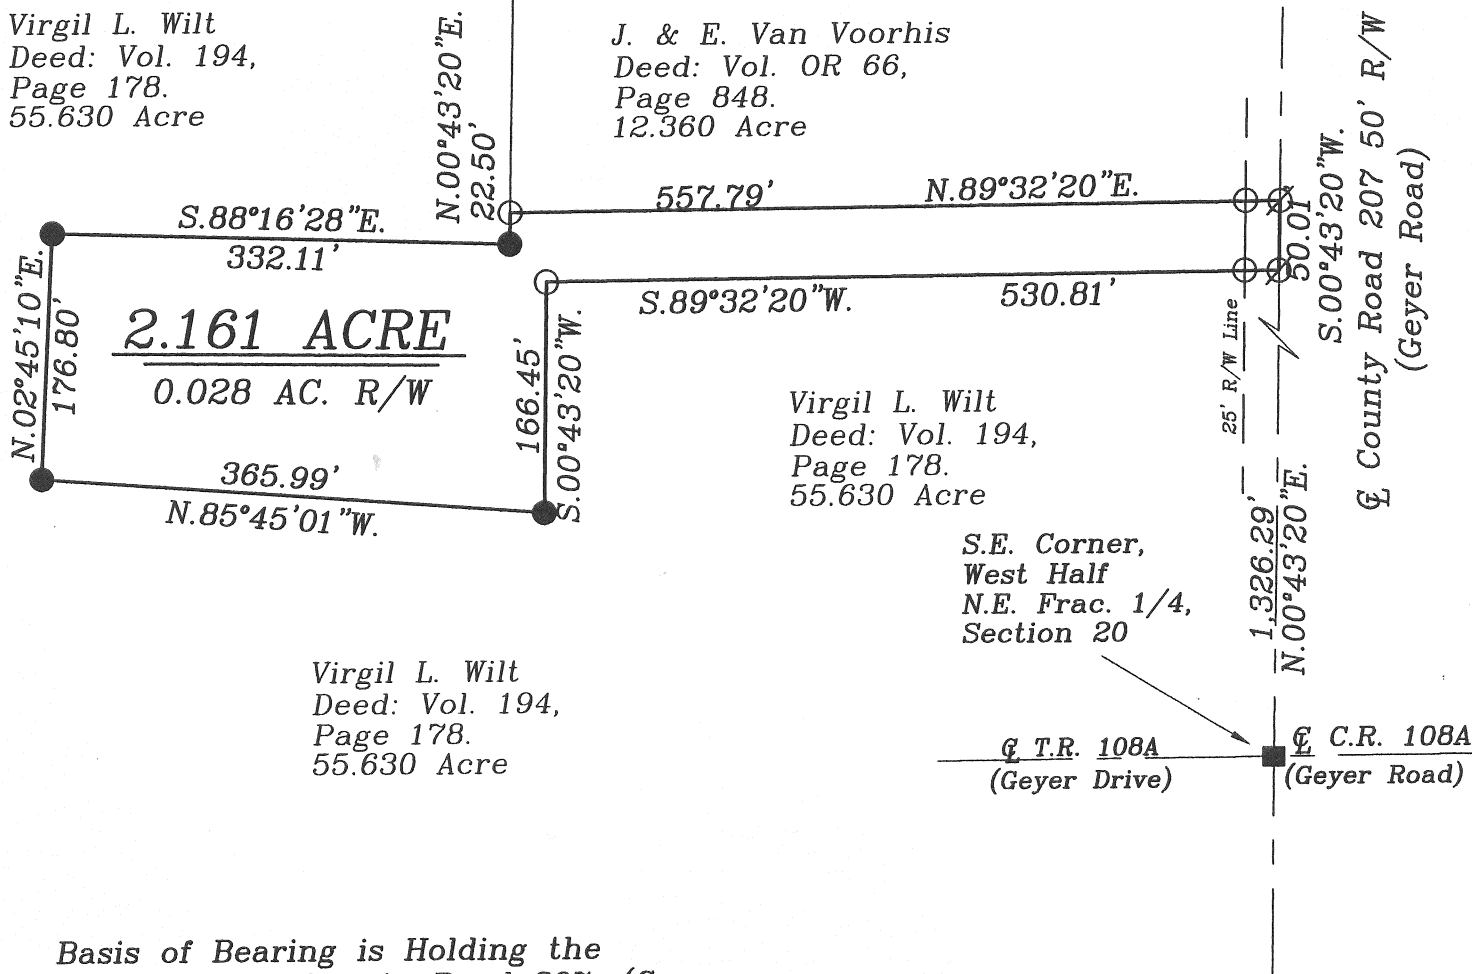 Virgil L. Wilt
Deed: Vol. 194,
Page 178.
55.630 Acre
N.00°43'20"E.
22.50'
J. & E. Van Voorhis
Deed: Vol. OR 66,
Page 848.
12.360 Acre
557.79'
N.89°32'20"E.
50.01
S.00°43'20"W.
℄ County Road 207 50' R/W
(Geyer Road)
S.88°16'28"E.
332.11'
N.02°45'10"E.
176.80'
2.161 ACRE
0.028 AC. R/W
S.89°32'20"W.
530.81'
166.45'
S.00°43'20"W.
25' R/W Line
365.99'
N.85°45'01"W.
Virgil L. Wilt
Deed: Vol. 194,
Page 178.
55.630 Acre
S.E. Corner,
West Half
N.E. Frac. 1/4,
Section 20
1,326.29'
N.00°43'20"E.
Virgil L. Wilt
Deed: Vol. 194,
Page 178.
55.630 Acre
℄ T.R. 108A
(Geyer Drive)
℄ C.R. 108A
(Geyer Road)
Basis of Bearing is Holding the